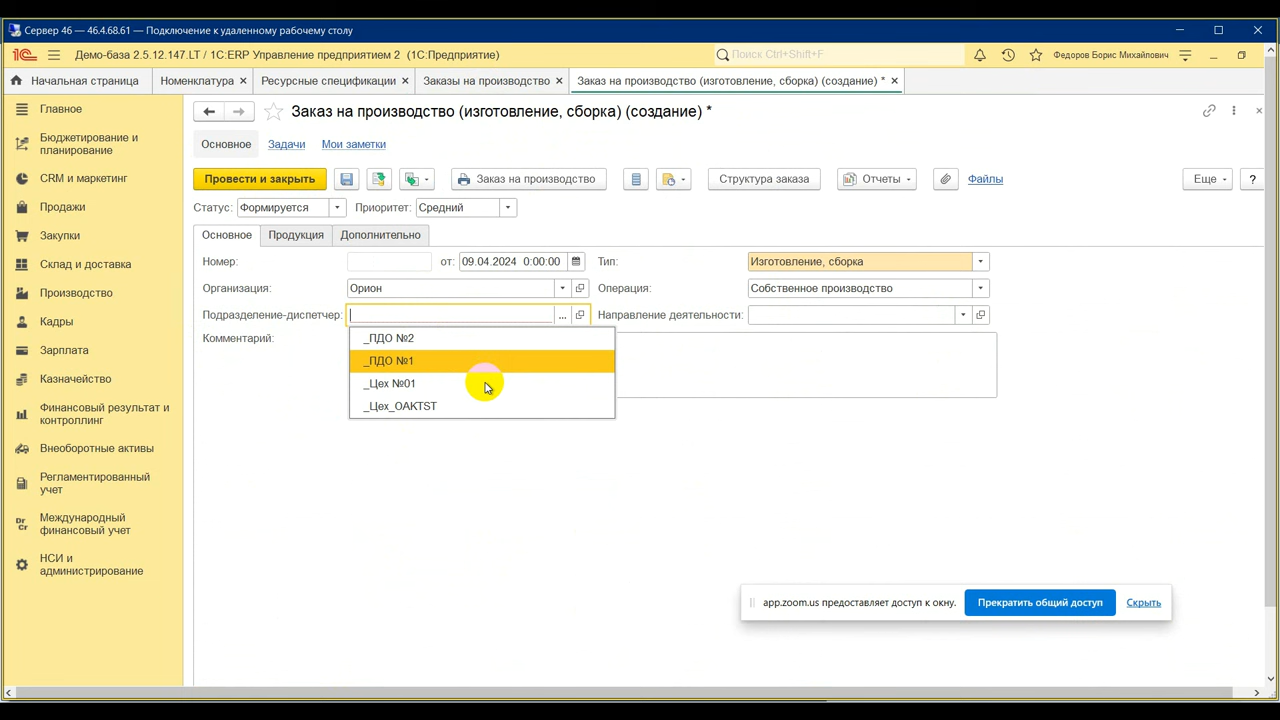 Сервер 46 — 46.4.68.61 — Подключение к удаленному рабочему столу
Демо-база 2.5.12.147.LT / 1С:ERP Управление предприятием 2 (1С:Предприятие)
Поиск Ctrl+Shift+F
Федоров Борис Михайлович
Начальная страница
Номенклатура
Ресурсные спецификации
Заказы на производство
Заказ на производство (изготовление, сборка) (создание) *
Главное
Бюджетирование и
планирование
CRM и маркетинг
Продажи
Закупки
Склад и доставка
Производство
Кадры
Зарплата
Казначейство
Финансовый результат и
контроллинг
Внеоборотные активы
Регламентированный
учет
Dr
Cr
Международный
финансовый учет
НСИ и
администрирование
Заказ на производство (изготовление, сборка) (создание) *
Основное Задачи Мои заметки
Провести и закрыть Заказ на производство Структура заказа Отчеты Файлы Еще ?
Статус: Формируется Приоритет: Средний
Основное Продукция Дополнительно
Номер: от: 09.04.2024 0:00:00 Тип: Изготовление, сборка
Организация: Орион Операция: Собственное производство
Подразделение-диспетчер: ... Направление деятельности:
Комментарий:
_ПДО №2
_ПДО №1
_Цех №01
_Цех_OAKTST
app.zoom.us предоставляет доступ к окну. Прекратить общий доступ Скрыть